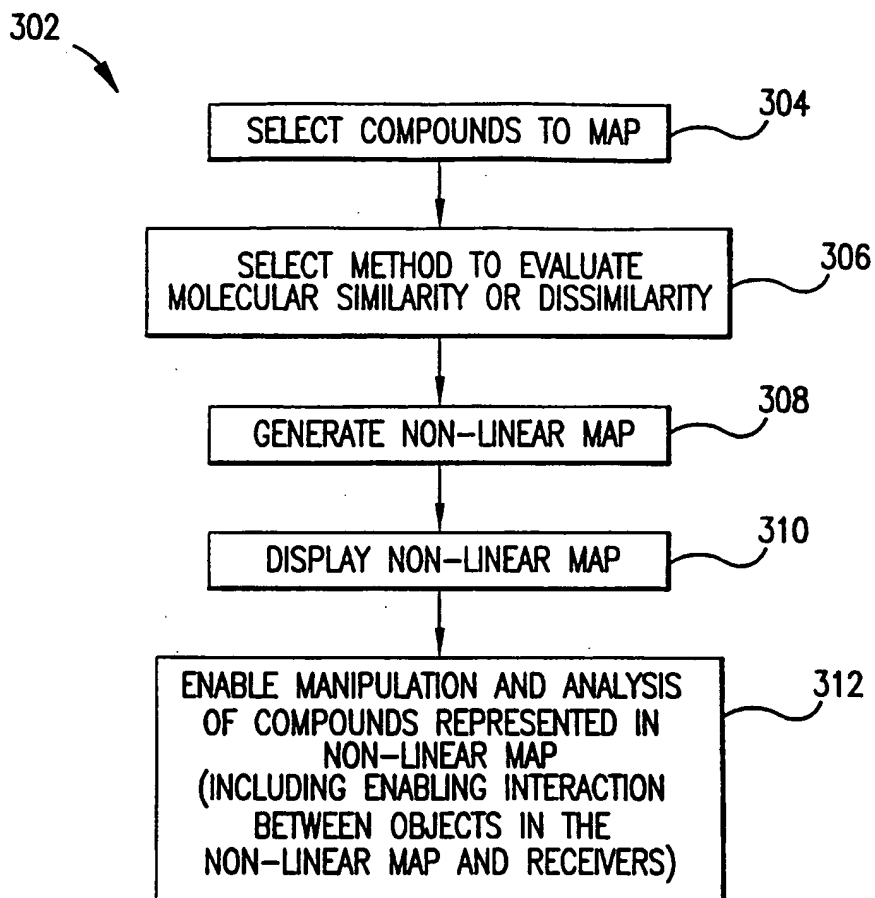 302
SELECT COMPOUNDS TO MAP
304
SELECT METHOD TO EVALUATE
MOLECULAR SIMILARITY OR DISSIMILARITY
306
GENERATE NON-LINEAR MAP
308
DISPLAY NON-LINEAR MAP
310
ENABLE MANIPULATION AND ANALYSIS
OF COMPOUNDS REPRESENTED IN
NON-LINEAR MAP
(INCLUDING ENABLING INTERACTION
BETWEEN OBJECTS IN THE
NON-LINEAR MAP AND RECEIVERS)
312